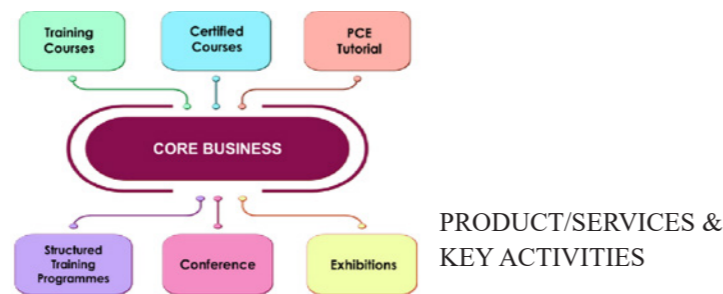 Training
Courses
Certified
Courses
PCE
Tutorial
CORE BUSINESS
Structured
Training
Programmes
Conference
Exhibitions
PRODUCT/SERVICES &
KEY ACTIVITIES